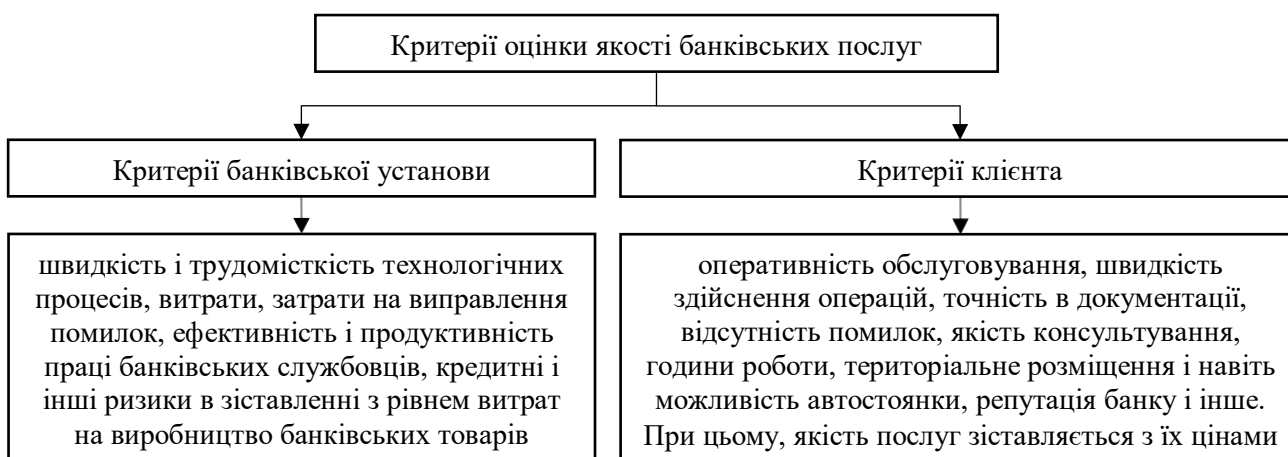 Критерії оцінки якості банківських послуг
Критерії банківської установи
Критерії клієнта
швидкість і трудомісткість технологічних
процесів, витрати, затрати на виправлення
помилок, ефективність і продуктивність
праці банківських службовців, кредитні і
інші ризики в зіставленні з рівнем витрат
на виробництво банківських товарів
оперативність обслуговування, швидкість
здійснення операцій, точність в документації,
відсутність помилок, якість консультування,
години роботи, територіальне розміщення і навіть
можливість автостоянки, репутація банку і інше.
При цьому, якість послуг зіставляється з їх цінами